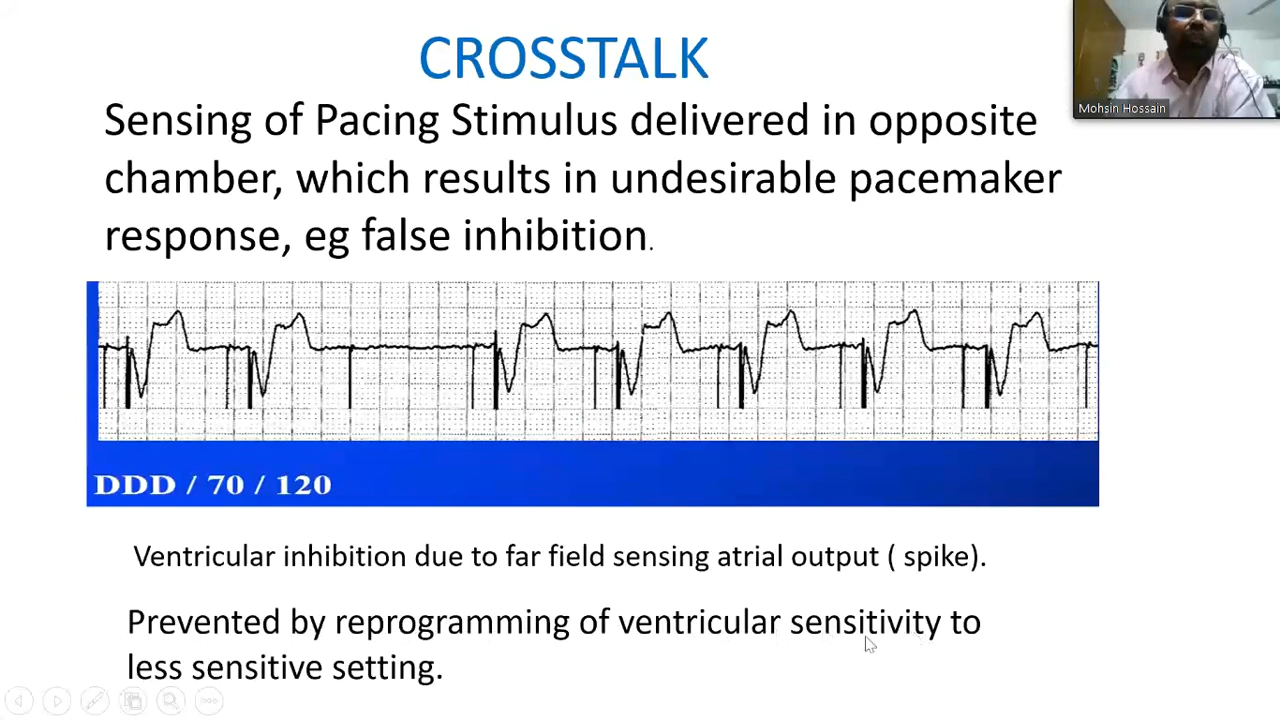 CROSSTALK
Mohsin Hossain
Sensing of Pacing Stimulus delivered in opposite
chamber, which results in undesirable pacemaker
response, eg false inhibition.
DDD / 70 / 120
Ventricular inhibition due to far field sensing atrial output ( spike).
Prevented by reprogramming of ventricular sensitivity to
less sensitive setting.